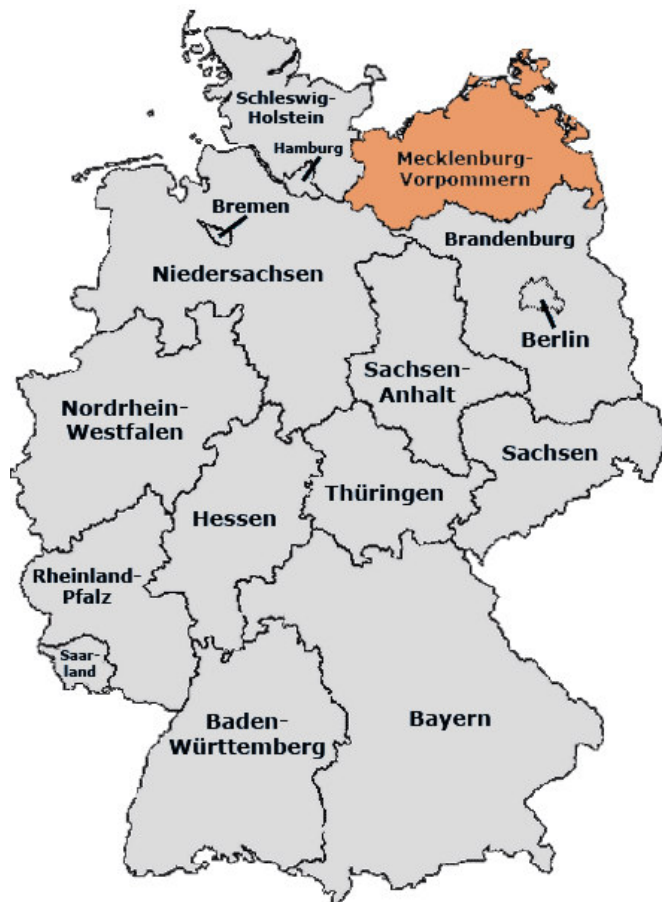 Schleswig-
Holstein
Hamburg
Mecklenburg-
Vorpommern
Bremen
Brandenburg
Niedersachsen
Berlin
Sachsen-
Anhalt
Nordrhein-
Westfalen
Sachsen
Thüringen
Hessen
Rheinland-
Pfalz
Saar-
land
Baden-
Württemberg
Bayern